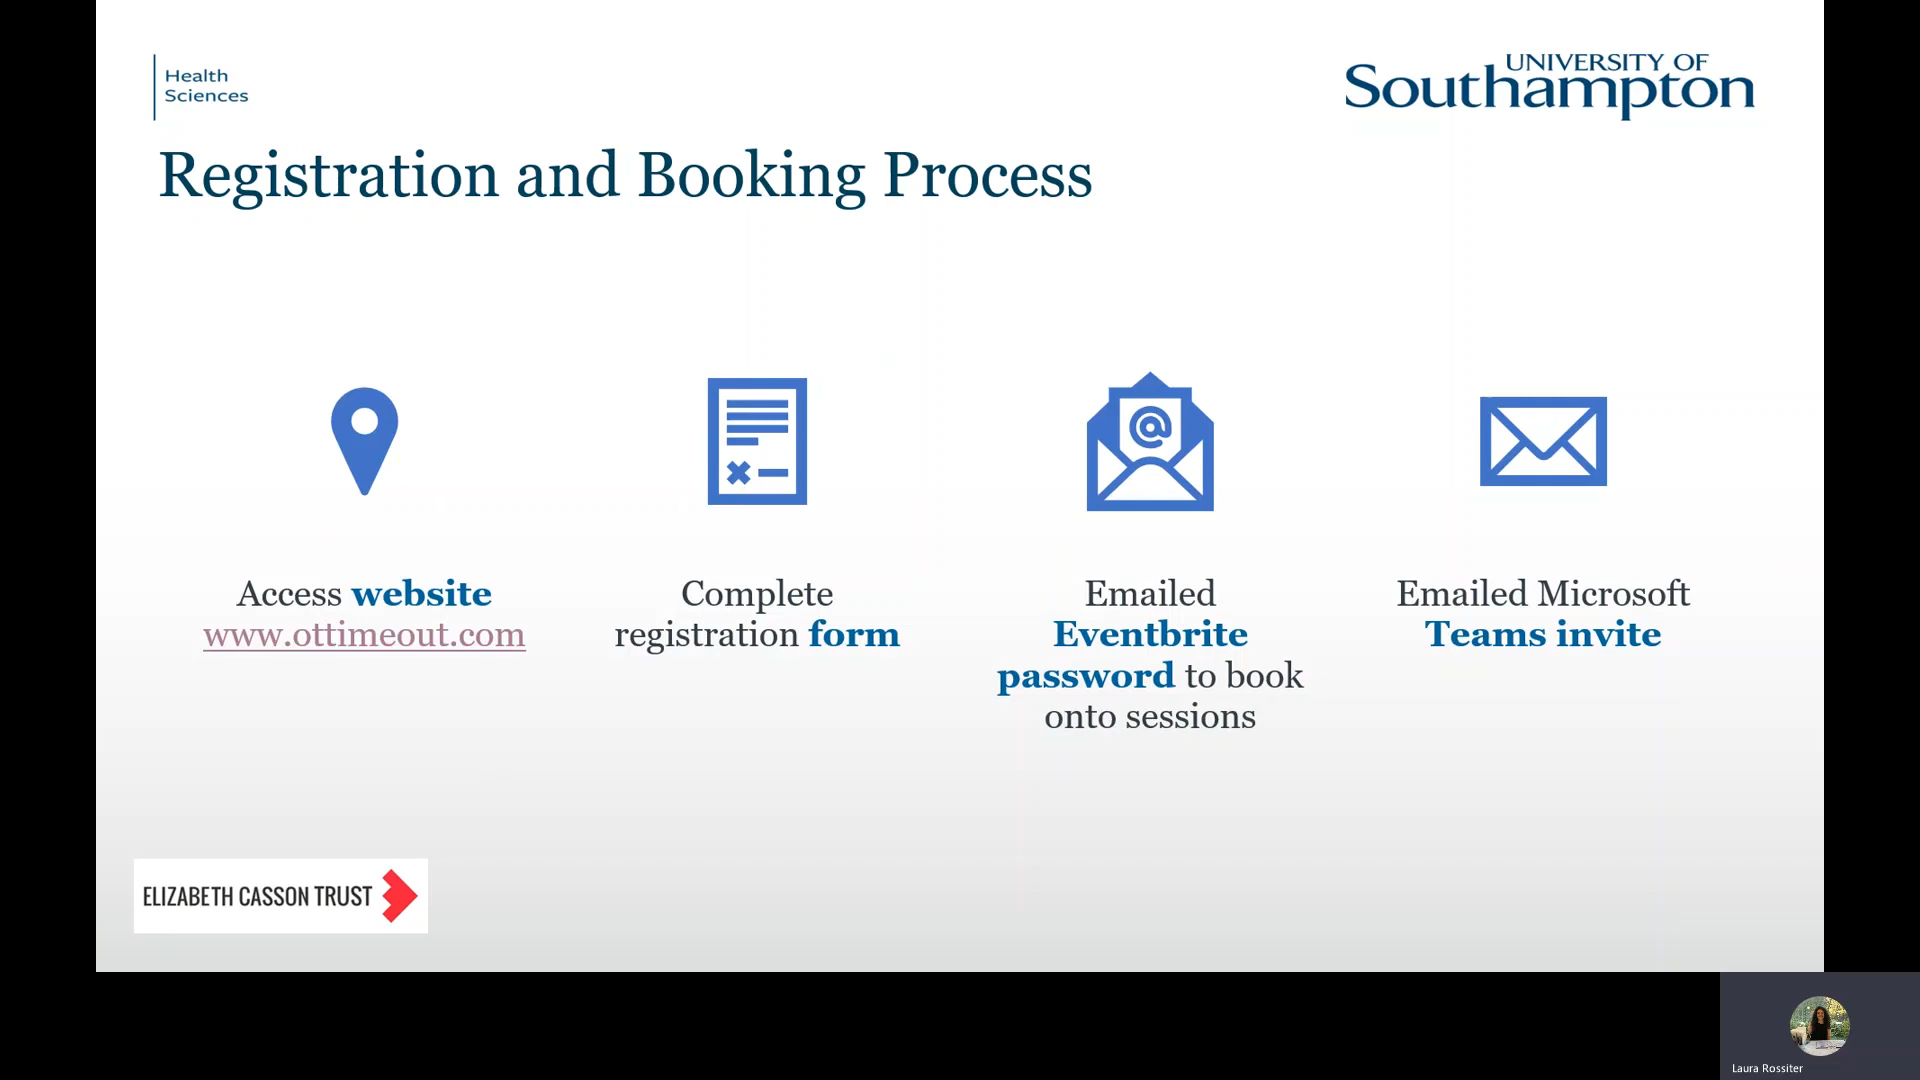 Health
Sciences
UNIVERSITY OF
Southampton
Registration and Booking Process
Access website
www.ottimeout.com
Complete
registration form
@
Emailed
Eventbrite
password to book
onto sessions
Emailed Microsoft
Teams invite
ELIZABETH CASSON TRUST
Laura Rossiter